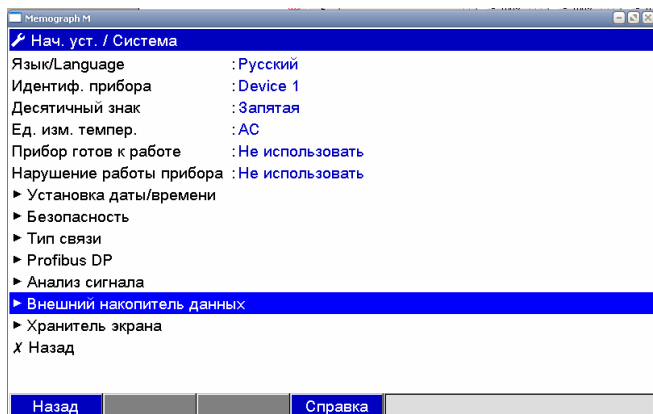 Memograph M
Нач. уст. / Система
Язык/Language :Русский
Идентиф. прибора :Device 1
Десятичный знак :Запятая
Ед. изм. темпер. :АС
Прибор готов к работе :Не использовать
Нарушение работы прибора :Не использовать
► Установка даты/времени
► Безопасность
► Тип связи
► Profibus DP
► Анализ сигнала
► Внешний накопитель данных
► Хранитель экрана
✗ Назад
Назад Справка